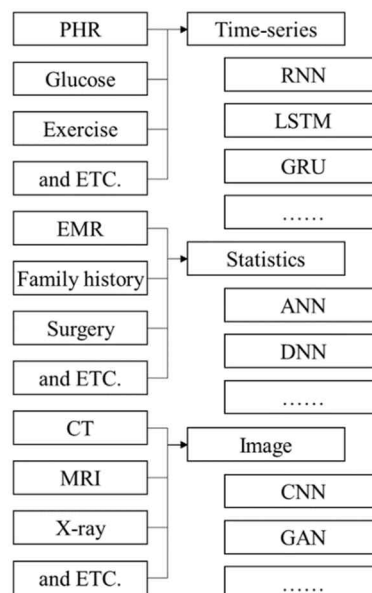 PHR
Time-series
Glucose
RNN
Exercise
LSTM
and ETC.
GRU
......
EMR
Statistics
Family history
ANN
Surgery
DNN
and ETC.
......
CT
Image
MRI
CNN
X-ray
GAN
and ETC.
......